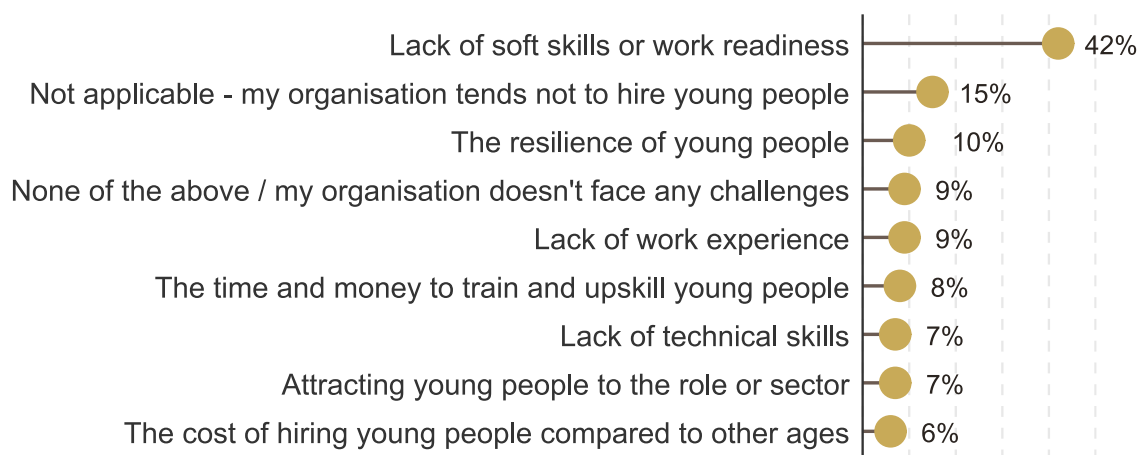 Lack of soft skills or work readiness 42%
Not applicable - my organisation tends not to hire young people 15%
The resilience of young people 10%
None of the above / my organisation doesn't face any challenges 9%
Lack of work experience 9%
The time and money to train and upskill young people 8%
Lack of technical skills 7%
Attracting young people to the role or sector 7%
The cost of hiring young people compared to other ages 6%